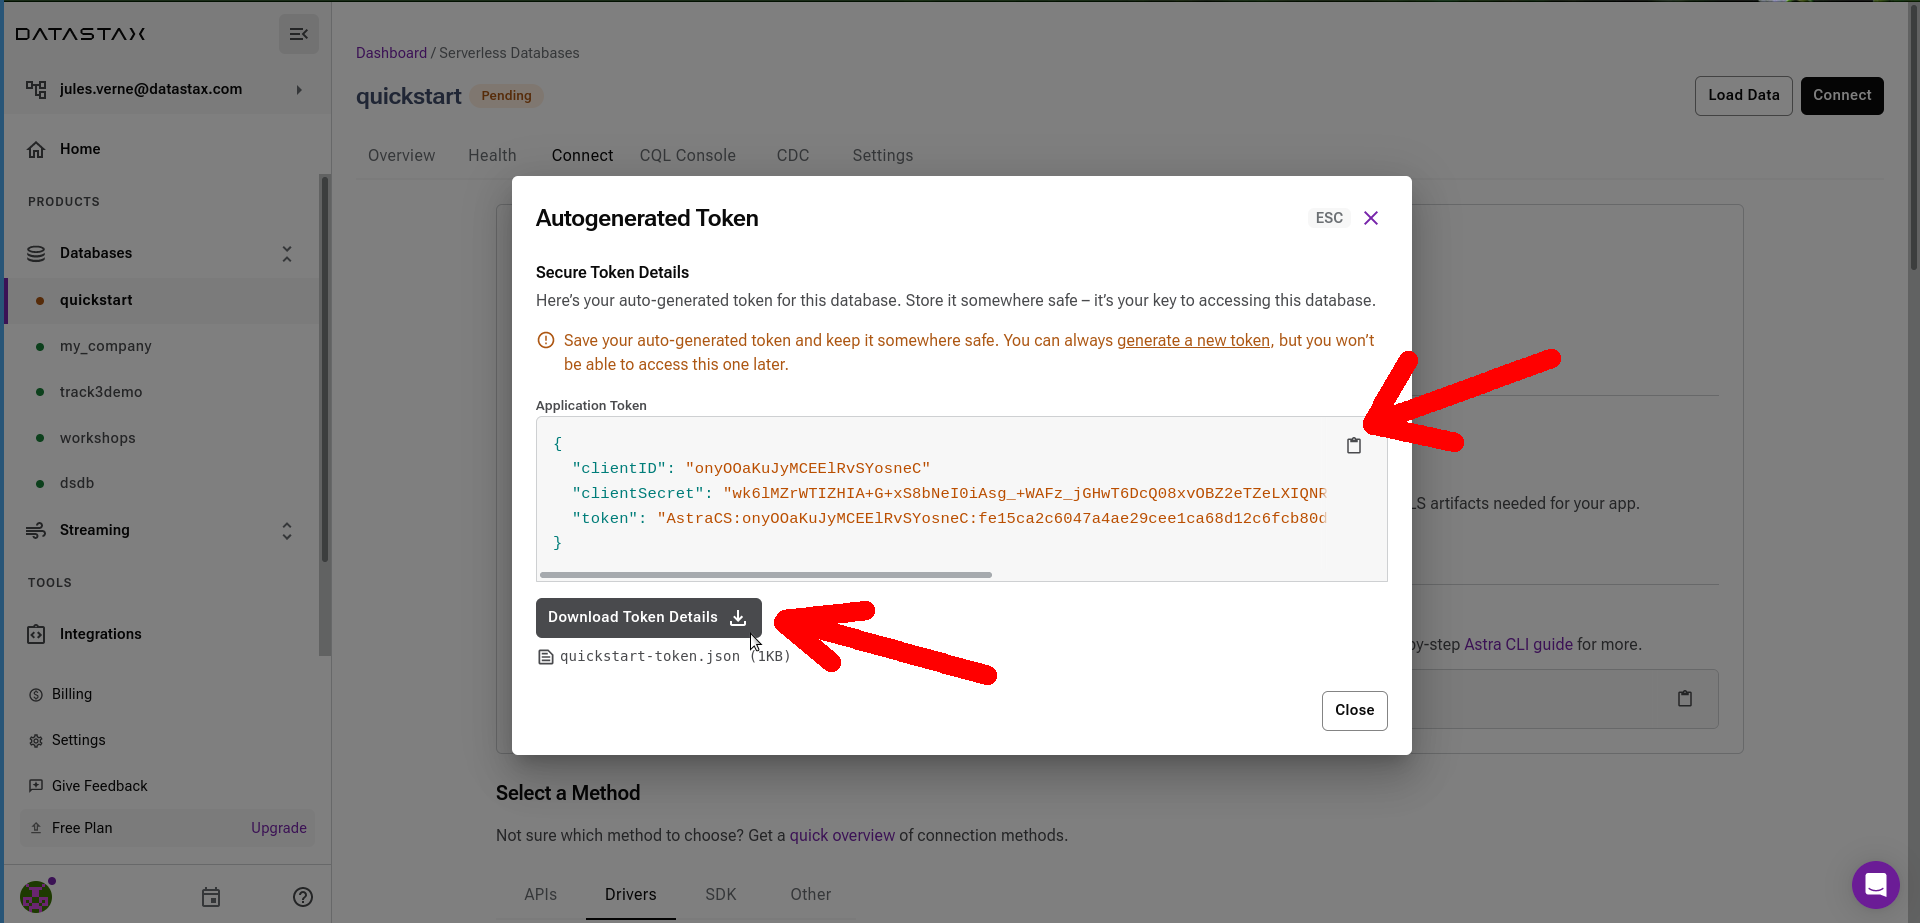 DATASTAX
jules.verne@datastax.com
Home
PRODUCTS
Databases
quickstart
my_company
track3demo
workshops
dsdb
Streaming
TOOLS
Integrations
Billing
Settings
Give Feedback
Free Plan Upgrade
Dashboard / Serverless Databases
quickstart Pending
Load Data Connect
Overview Health Connect CQL Console CDC Settings
Autogenerated Token
ESC
Secure Token Details
Here's your auto-generated token for this database. Store it somewhere safe – it's your key to accessing this database.
Save your auto-generated token and keep it somewhere safe. You can always generate a new token, but you won't
be able to access this one later.
Application Token
{
"clientID": "onyOOaKuJyMCEElRvSYosneC"
"clientSecret": "wk6lMZrWTIZHIA+G+xS8bNeI0iAsg_+WAFz_jGHwT6DcQ08xvOBZ2eTZeLXIQNR
"token": "AstraCS:onyOOaKuJyMCEElRvSYosneC:fe15ca2c6047a4ae29cee1ca68d12c6fcb80d
}
Download Token Details
quickstart-token.json (1KB)
Close
LS artifacts needed for your app.
by-step Astra CLI guide for more.
Select a Method
Not sure which method to choose? Get a quick overview of connection methods.
APIs Drivers SDK Other